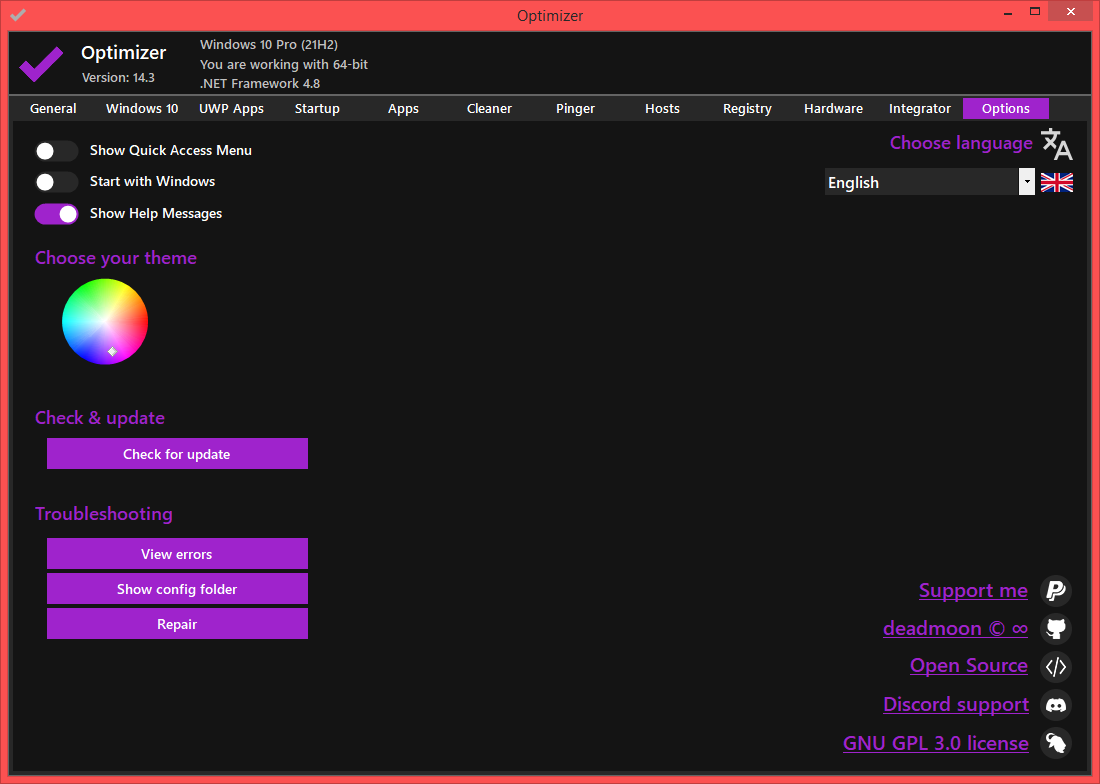 Optimizer
Optimizer
Version: 14.3
Windows 10 Pro (21H2)
You are working with 64-bit
.NET Framework 4.8
General Windows 10 UWP Apps Startup Apps Cleaner Pinger Hosts Registry Hardware Integrator Options
Show Quick Access Menu
Start with Windows
Show Help Messages
Choose language
English
Choose your theme
Check & update
Check for update
Troubleshooting
View errors
Show config folder
Repair
Support me
deadmoon © ∞
Open Source
Discord support
GNU GPL 3.0 license